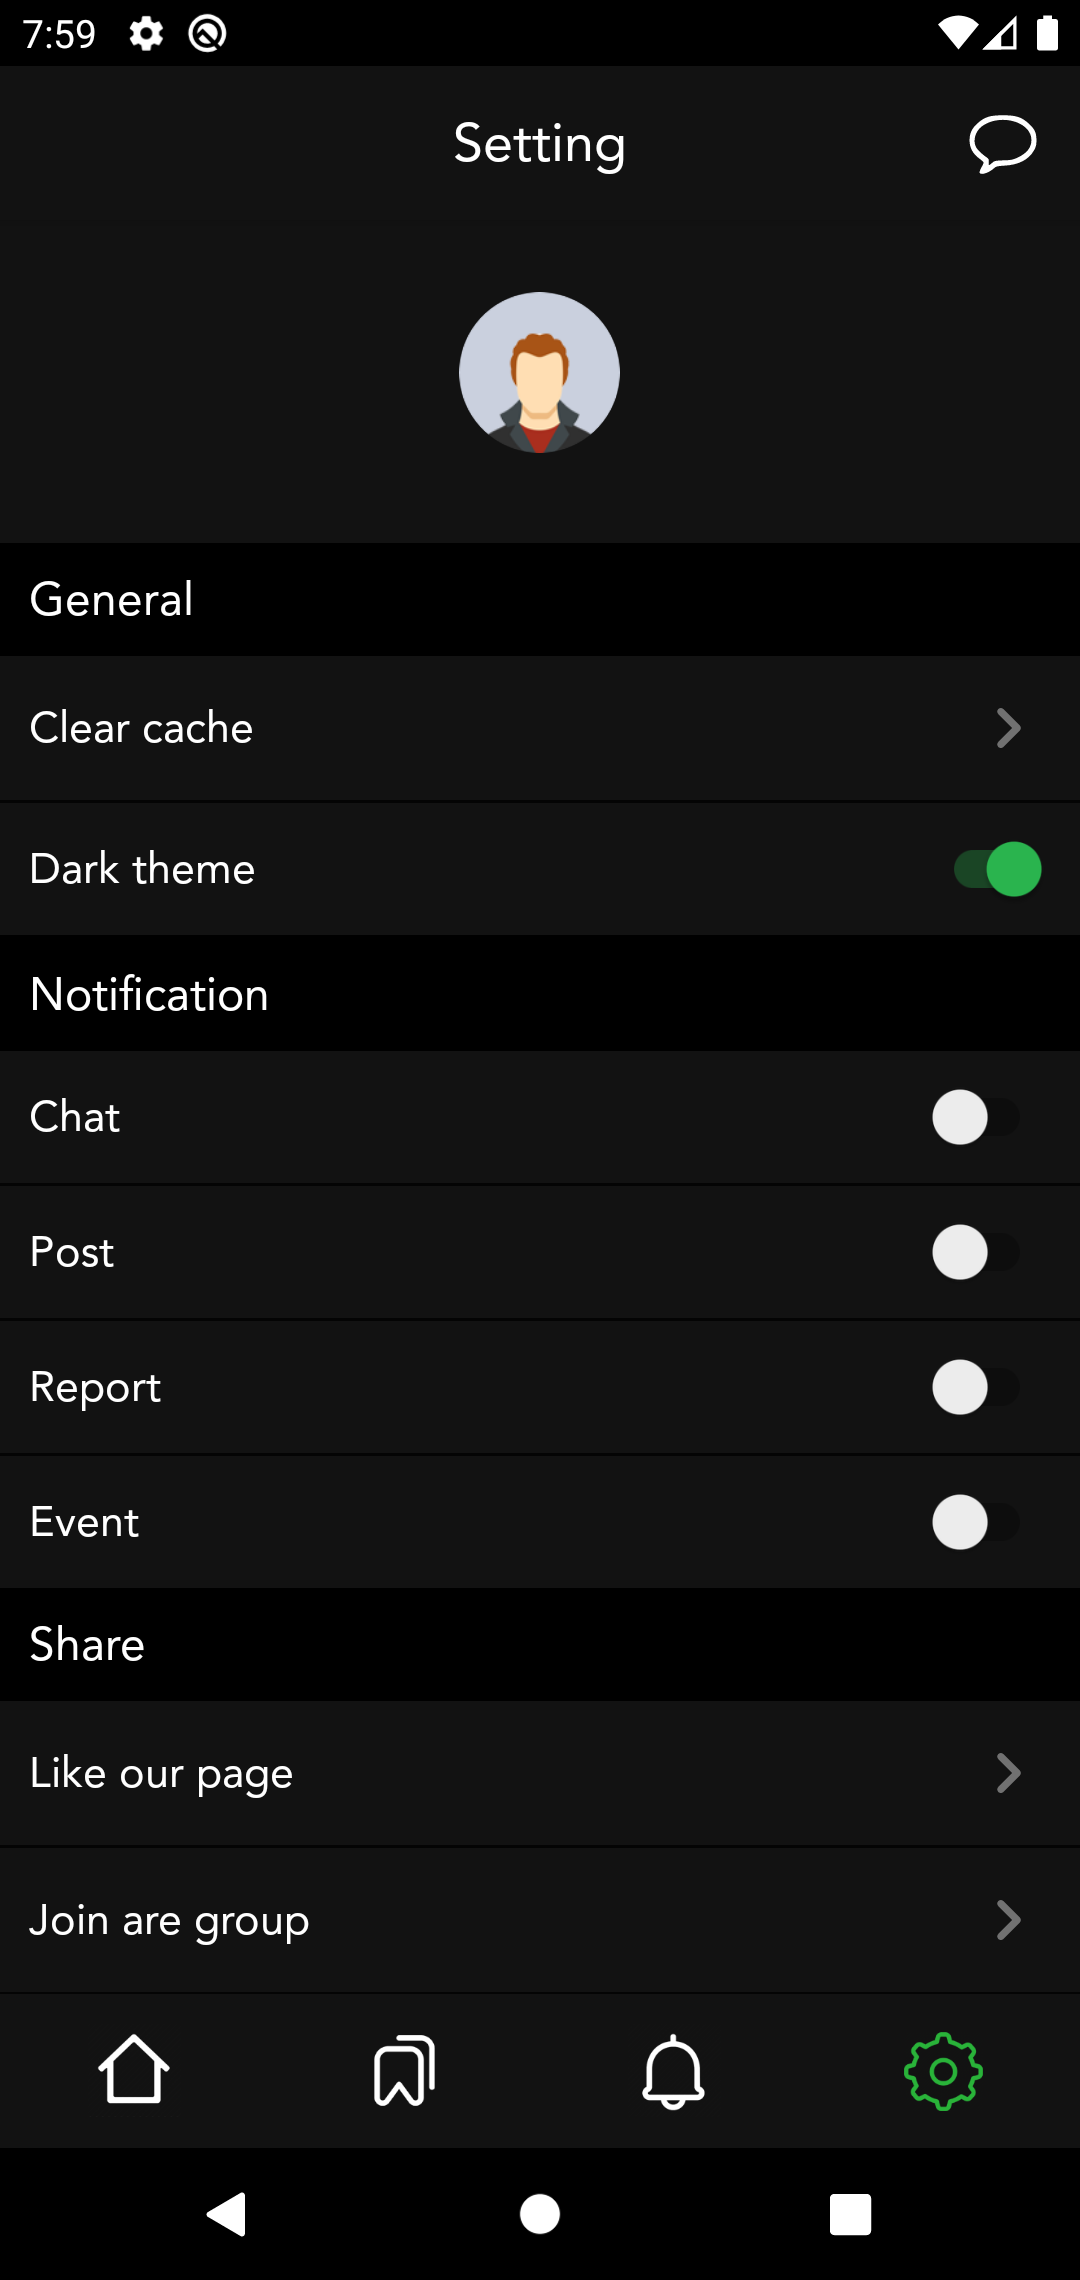 7:59
Setting
General
Clear cache
Dark theme
Notification
Chat
Post
Report
Event
Share
Like our page
Join are group